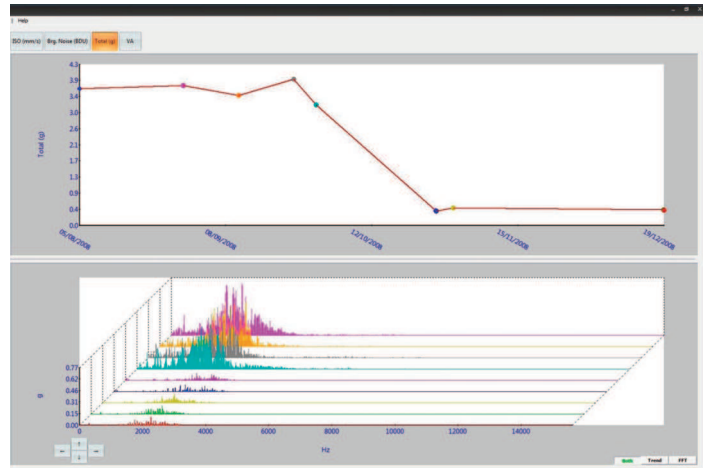 Help
ISO (mm/s) Brg. Noise (BDU) Total (g) VA
4.3
3.9
3.4
3.0
2.6
2.1
1.7
1.3
0.9
0.4
0.0
Total (g)
05/08/2008 08/09/2008 12/10/2008 15/11/2008 19/12/2008
0.77
0.62
0.46
0.31
0.15
0.00
g
0 2000 4000 6000 8000 10000 12000 14000
Hz
Both Trend FFT